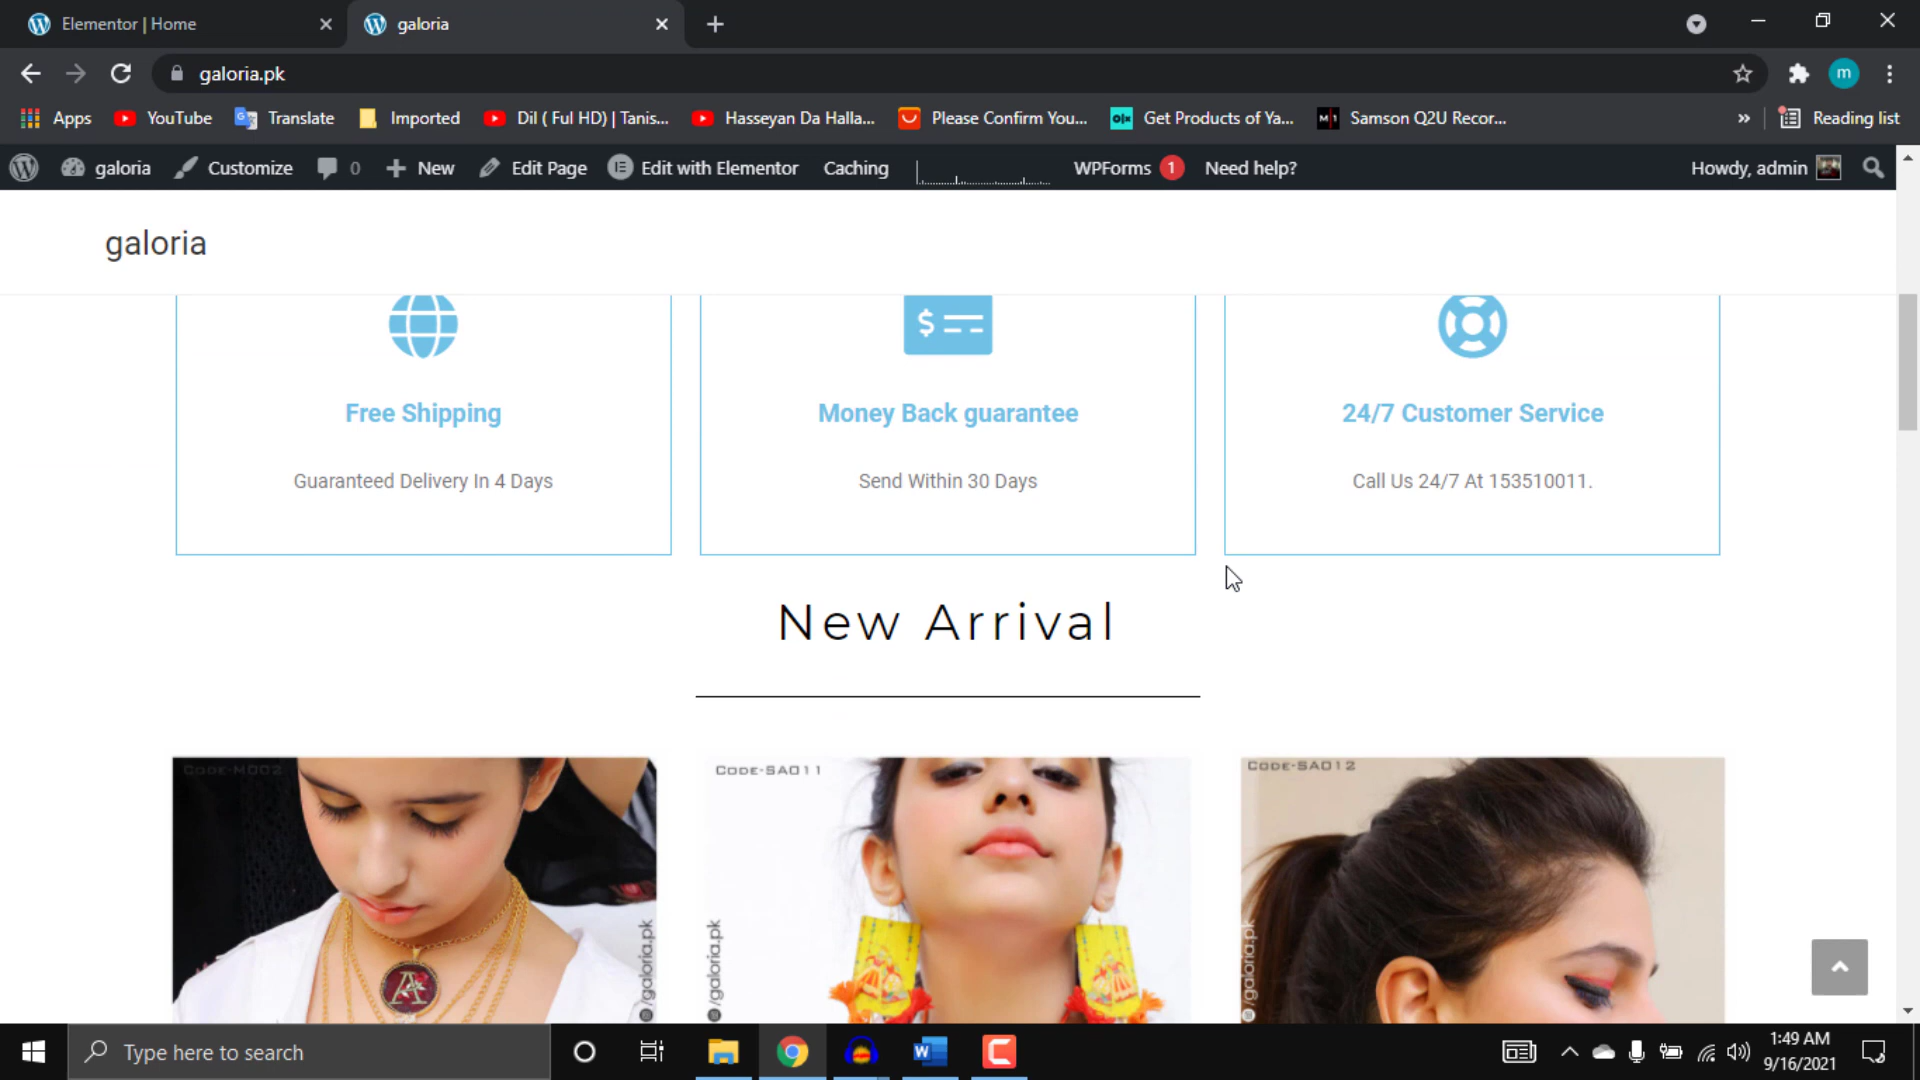 Elementor | Home
galoria
galoria.pk
Apps
YouTube
Translate
Imported
Dil ( Ful HD) | Tanis...
Hasseyan Da Halla...
Please Confirm You...
Get Products of Ya...
Samson Q2U Recor...
»
Reading list
galoria
Customize
0
New
Edit Page
Edit with Elementor
Caching
WPForms 1
Need help?
Howdy, admin
galoria
Free Shipping
Guaranteed Delivery In 4 Days
Money Back guarantee
Send Within 30 Days
24/7 Customer Service
Call Us 24/7 At 153510011.
New Arrival
CODE-M002
CODE-SA011
CODE-SA012
/galoria.pk
/galoria.pk
/galoria.pk
A
Type here to search
1:49 AM
9/16/2021